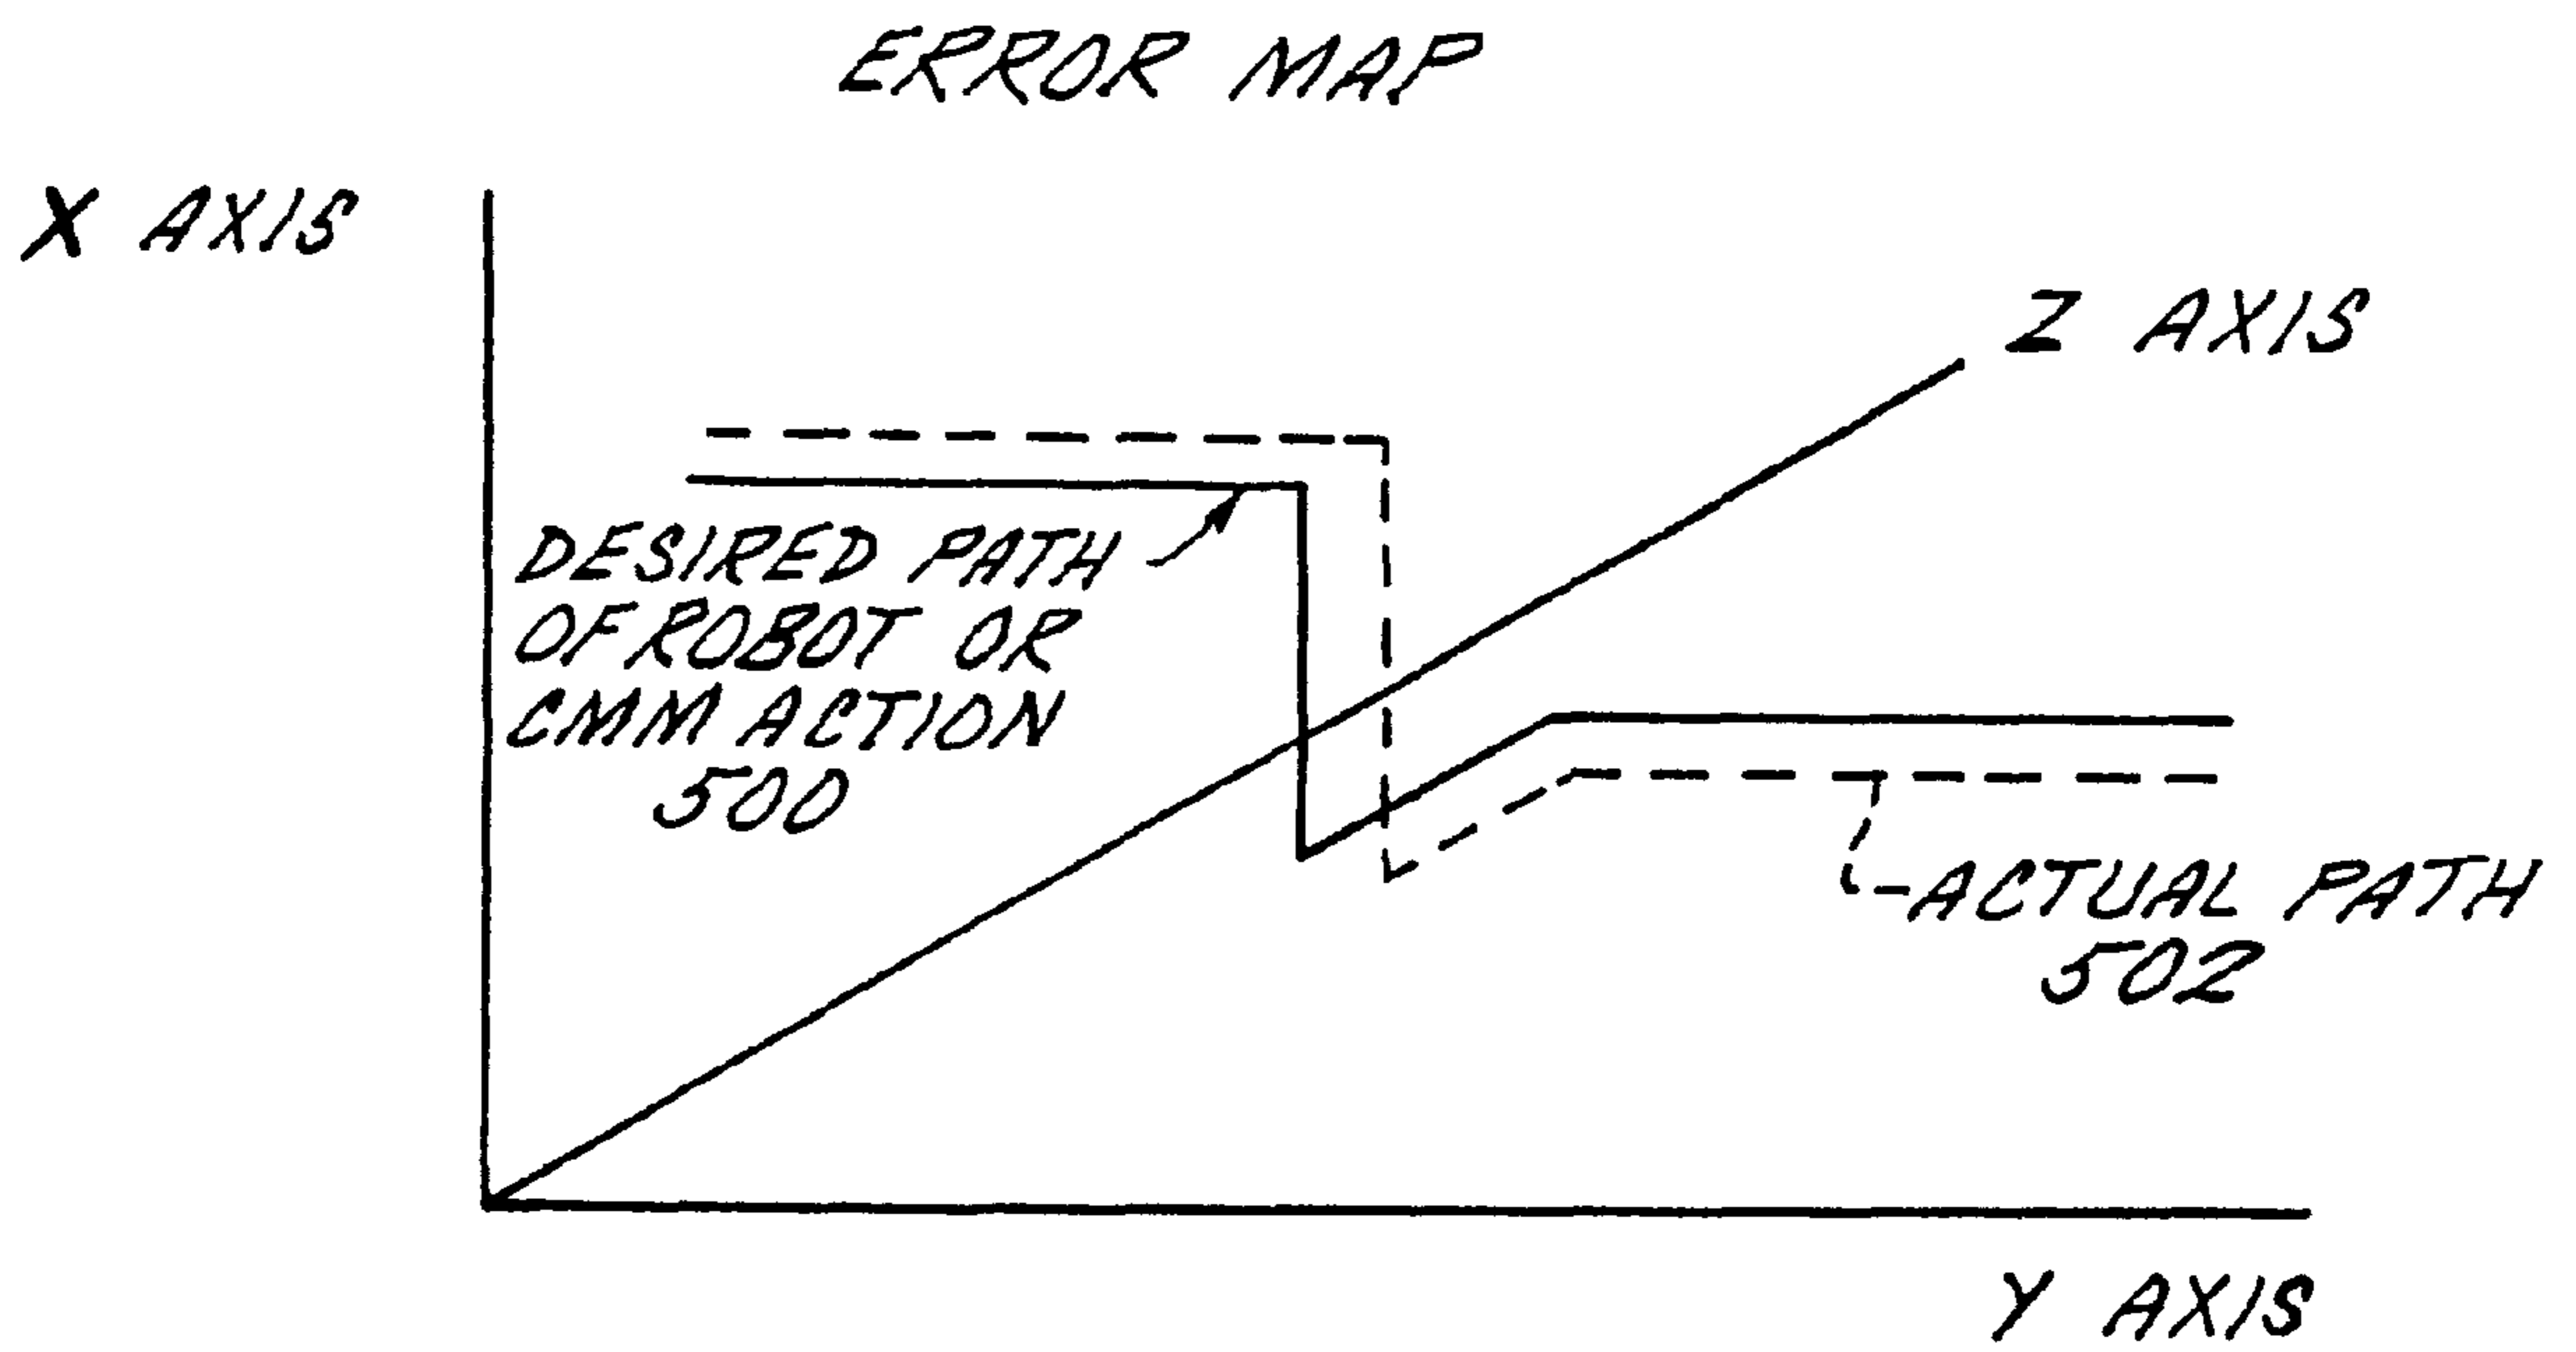 ERROR MAP
X AXIS
Z AXIS
DESIRED PATH
OF ROBOT OR
CMM ACTION
500
ACTUAL PATH
502
Y AXIS